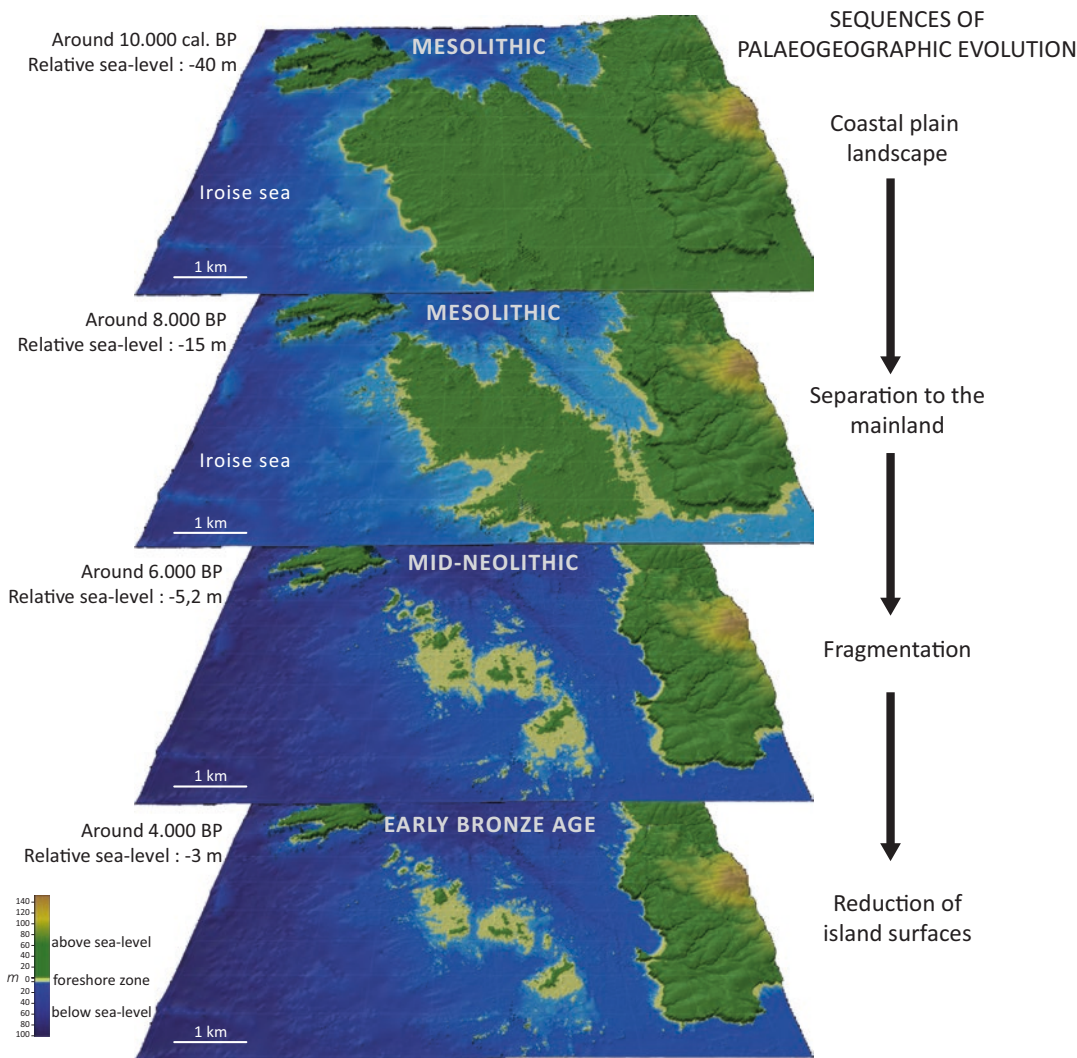 SEQUENCES OF
PALAEOGEOGRAPHIC EVOLUTION
Around 10.000 cal. BP
Relative sea-level : -40 m
MESOLITHIC
Iroise sea
1 km
Coastal plain
landscape
Around 8.000 BP
Relative sea-level : -15 m
MESOLITHIC
Iroise sea
1 km
Separation to the
mainland
Around 6.000 BP
Relative sea-level : -5,2 m
MID-NEOLITHIC
1 km
Fragmentation
Around 4.000 BP
Relative sea-level : -3 m
EARLY BRONZE AGE
1 km
Reduction of
island surfaces
140
120
100
80
60
40
20
m 0
20
40
60
80
100
above sea-level
foreshore zone
below sea-level